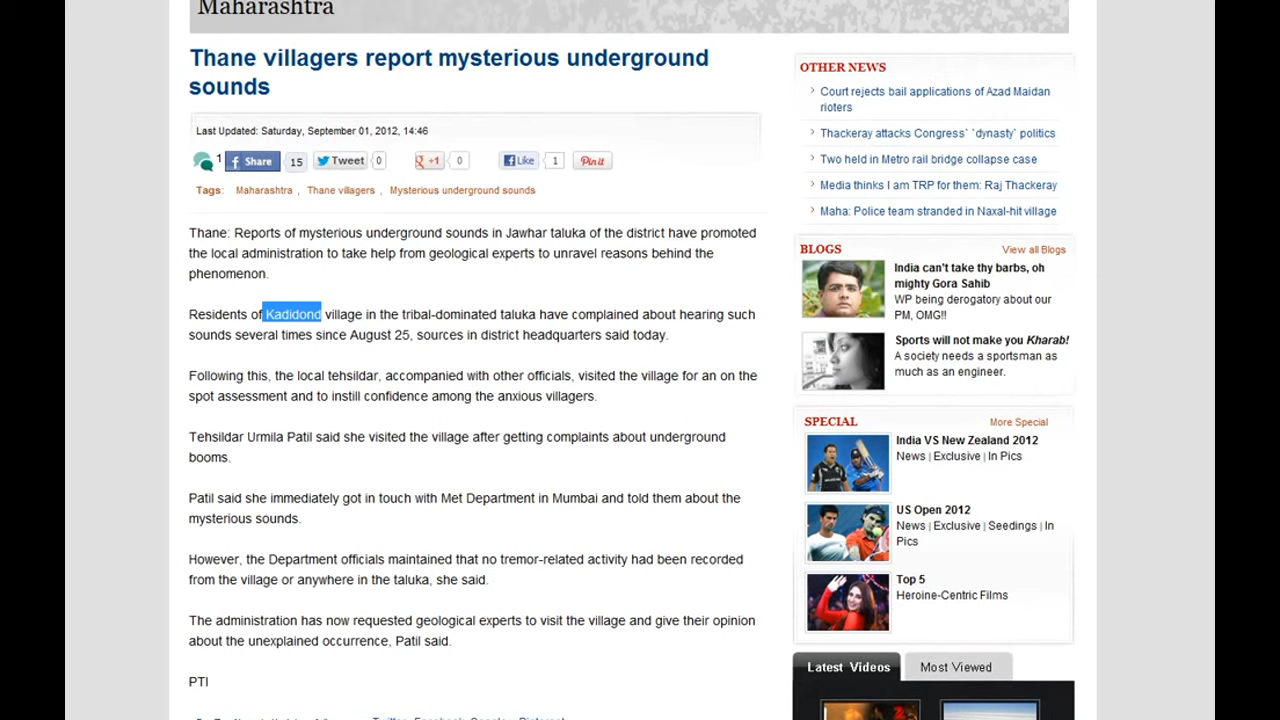 Maharashtra
Thane villagers report mysterious underground
sounds
Last Updated: Saturday, September 01, 2012, 14:46
1 Share 15 Tweet 0 +1 0 Like 1 Pin it
Tags: Maharashtra , Thane villagers , Mysterious underground sounds
Thane: Reports of mysterious underground sounds in Jawhar taluka of the district have promoted
the local administration to take help from geological experts to unravel reasons behind the
phenomenon.
Residents of Kadidond village in the tribal-dominated taluka have complained about hearing such
sounds several times since August 25, sources in district headquarters said today.
Following this, the local tehsildar, accompanied with other officials, visited the village for an on the
spot assessment and to instill confidence among the anxious villagers.
Tehsildar Urmila Patil said she visited the village after getting complaints about underground
booms.
Patil said she immediately got in touch with Met Department in Mumbai and told them about the
mysterious sounds.
However, the Department officials maintained that no tremor-related activity had been recorded
from the village or anywhere in the taluka, she said.
The administration has now requested geological experts to visit the village and give their opinion
about the unexplained occurrence, Patil said.
PTI
OTHER NEWS
Court rejects bail applications of Azad Maidan
rioters
Thackeray attacks Congress` `dynasty` politics
Two held in Metro rail bridge collapse case
Media thinks I am TRP for them: Raj Thackeray
Maha: Police team stranded in Naxal-hit village
BLOGS View all Blogs
India can't take thy barbs, oh
mighty Gora Sahib
WP being derogatory about our
PM, OMG!!
Sports will not make you Kharab!
A society needs a sportsman as
much as an engineer.
SPECIAL More Special
India VS New Zealand 2012
News | Exclusive | In Pics
US Open 2012
News | Exclusive | Seedings | In
Pics
Top 5
Heroine-Centric Films
Latest Videos Most Viewed